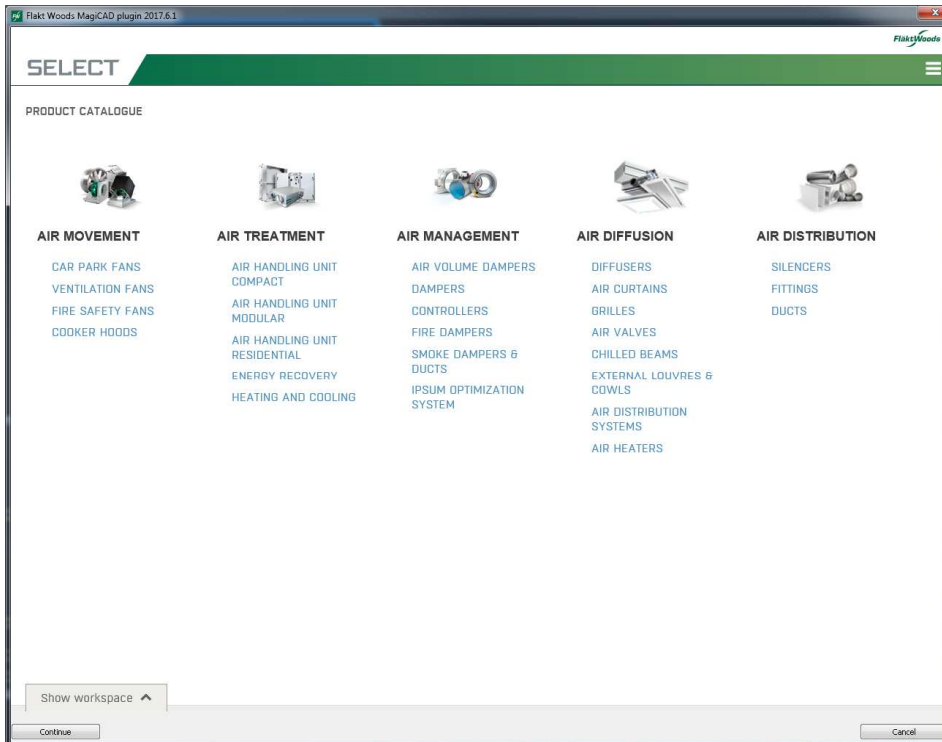 Flakt Woods MagiCAD plugin 2017.6.1
FläktWoods
SELECT
PRODUCT CATALOGUE
AIR MOVEMENT
CAR PARK FANS
VENTILATION FANS
FIRE SAFETY FANS
COOKER HOODS
AIR TREATMENT
AIR HANDLING UNIT
COMPACT
AIR HANDLING UNIT
MODULAR
AIR HANDLING UNIT
RESIDENTIAL
ENERGY RECOVERY
HEATING AND COOLING
AIR MANAGEMENT
AIR VOLUME DAMPERS
DAMPERS
CONTROLLERS
FIRE DAMPERS
SMOKE DAMPERS &
DUCTS
IPSUM OPTIMIZATION
SYSTEM
AIR DIFFUSION
DIFFUSERS
AIR CURTAINS
GRILLES
AIR VALVES
CHILLED BEAMS
EXTERNAL LOUVRES &
COWLS
AIR DISTRIBUTION
SYSTEMS
AIR HEATERS
AIR DISTRIBUTION
SILENCERS
FITTINGS
DUCTS
Show workspace
Continue
Cancel